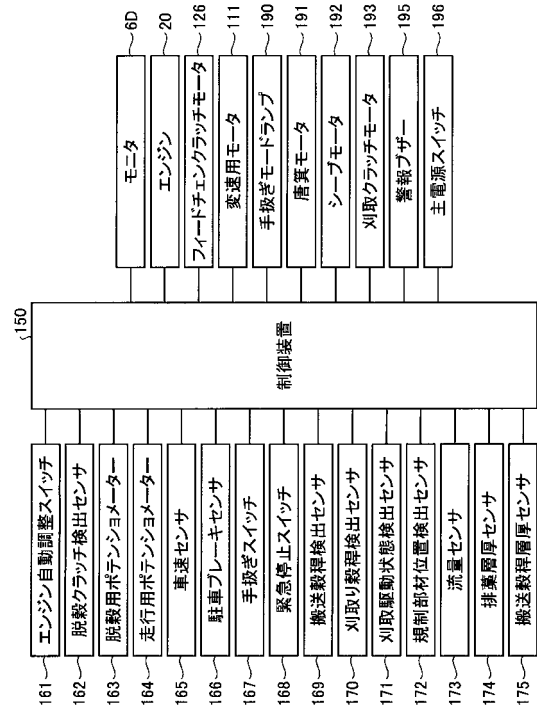 150
制御装置
161 エンジン自動調整スイッチ
162 脱穀クラッチ検出センサ
163 脱穀用ポテンショメーター
164 走行用ポテンショメーター
165 車速センサ
166 駐車ブレーキセンサ
167 手扱ぎスイッチ
168 緊急停止スイッチ
169 搬送穀稈検出センサ
170 刈取り穀稈検出センサ
171 刈取駆動状態検出センサ
172 規制部材位置検出センサ
173 流量センサ
174 排藁層厚センサ
175 搬送穀稈層厚センサ
モニタ 6D
エンジン 20
フィードチェンクラッチモータ 126
変速用モータ 111
手扱ぎモードランプ 190
唐箕モータ 191
シーブモータ 192
刈取クラッチモータ 193
警報ブザー 195
主電源スイッチ 196